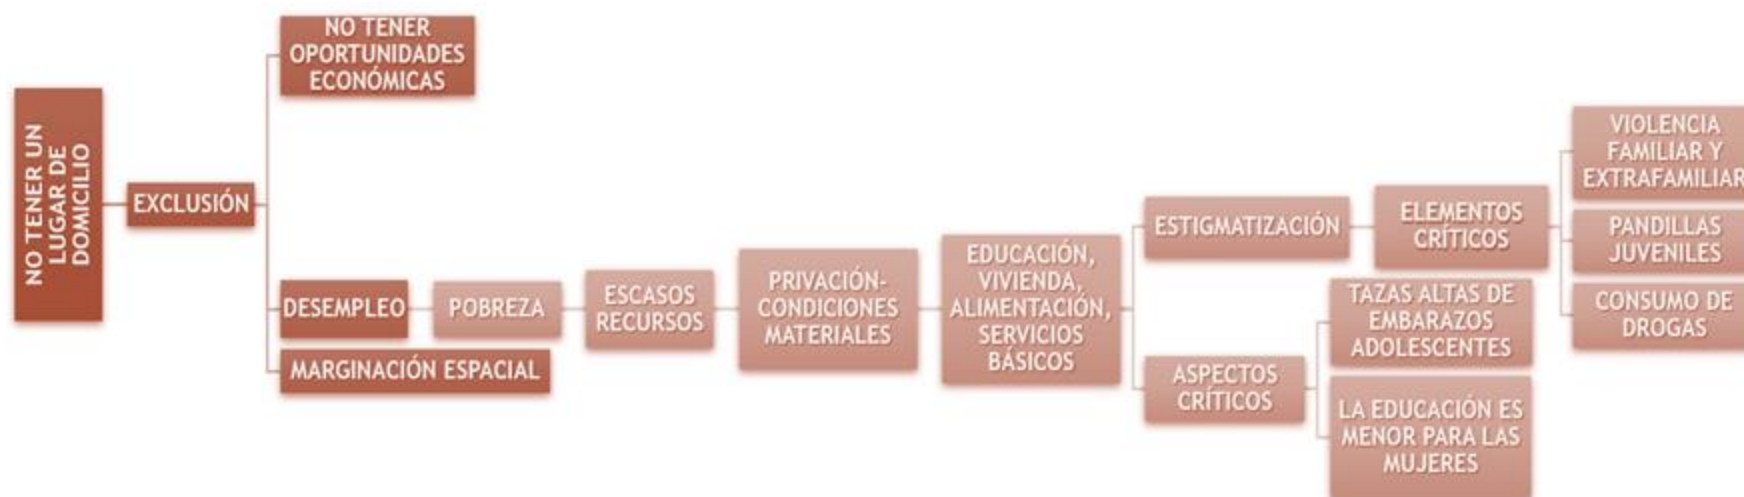 NO TENER UN
LUGAR DE
DOMICILIO
EXCLUSIÓN
NO TENER
OPORTUNIDADES
ECONÓMICAS
DESEMPLEO
POBREZA
ESCASOS
RECURSOS
PRIVACIÓN-
CONDICIONES
MATERIALES
EDUCACIÓN,
VIVIENDA,
ALIMENTACIÓN,
SERVICIOS
BÁSICOS
ESTIGMATIZACIÓN
ELEMENTOS
CRÍTICOS
VIOLENCIA
FAMILIAR Y
EXTRAFAMILIAR
PANDILLAS
JUVENILES
CONSUMO DE
DROGAS
ASPECTOS
CRÍTICOS
TAZAS ALTAS DE
EMBARAZOS
ADOLESCENTES
LA EDUCACIÓN ES
MENOR PARA LAS
MUJERES
MARGINACIÓN ESPACIAL